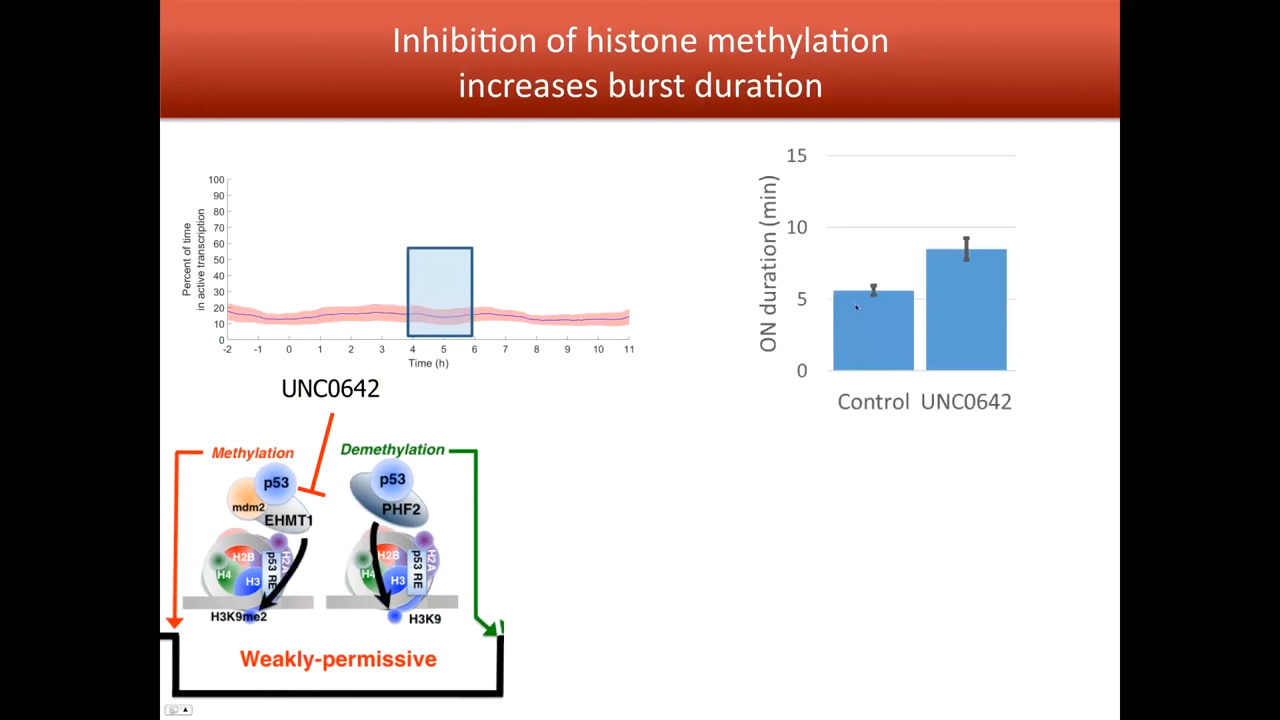 Inhibition of histone methylation
increases burst duration
Percent of time
in active transcription
100
90
80
70
60
50
40
30
20
10
0
-2 -1 0 1 2 3 4 5 6 7 8 9 10 11
Time (h)
ON duration (min)
15
10
5
0
Control UNC0642
UNC0642
Methylation Demethylation
p53 p53
mdm2 PHF2
EHMT1
H2B H2A H2B H2A
H4 H3 p53 RE H4 H3 p53 RE
H3K9me2 H3K9
Weakly-permissive